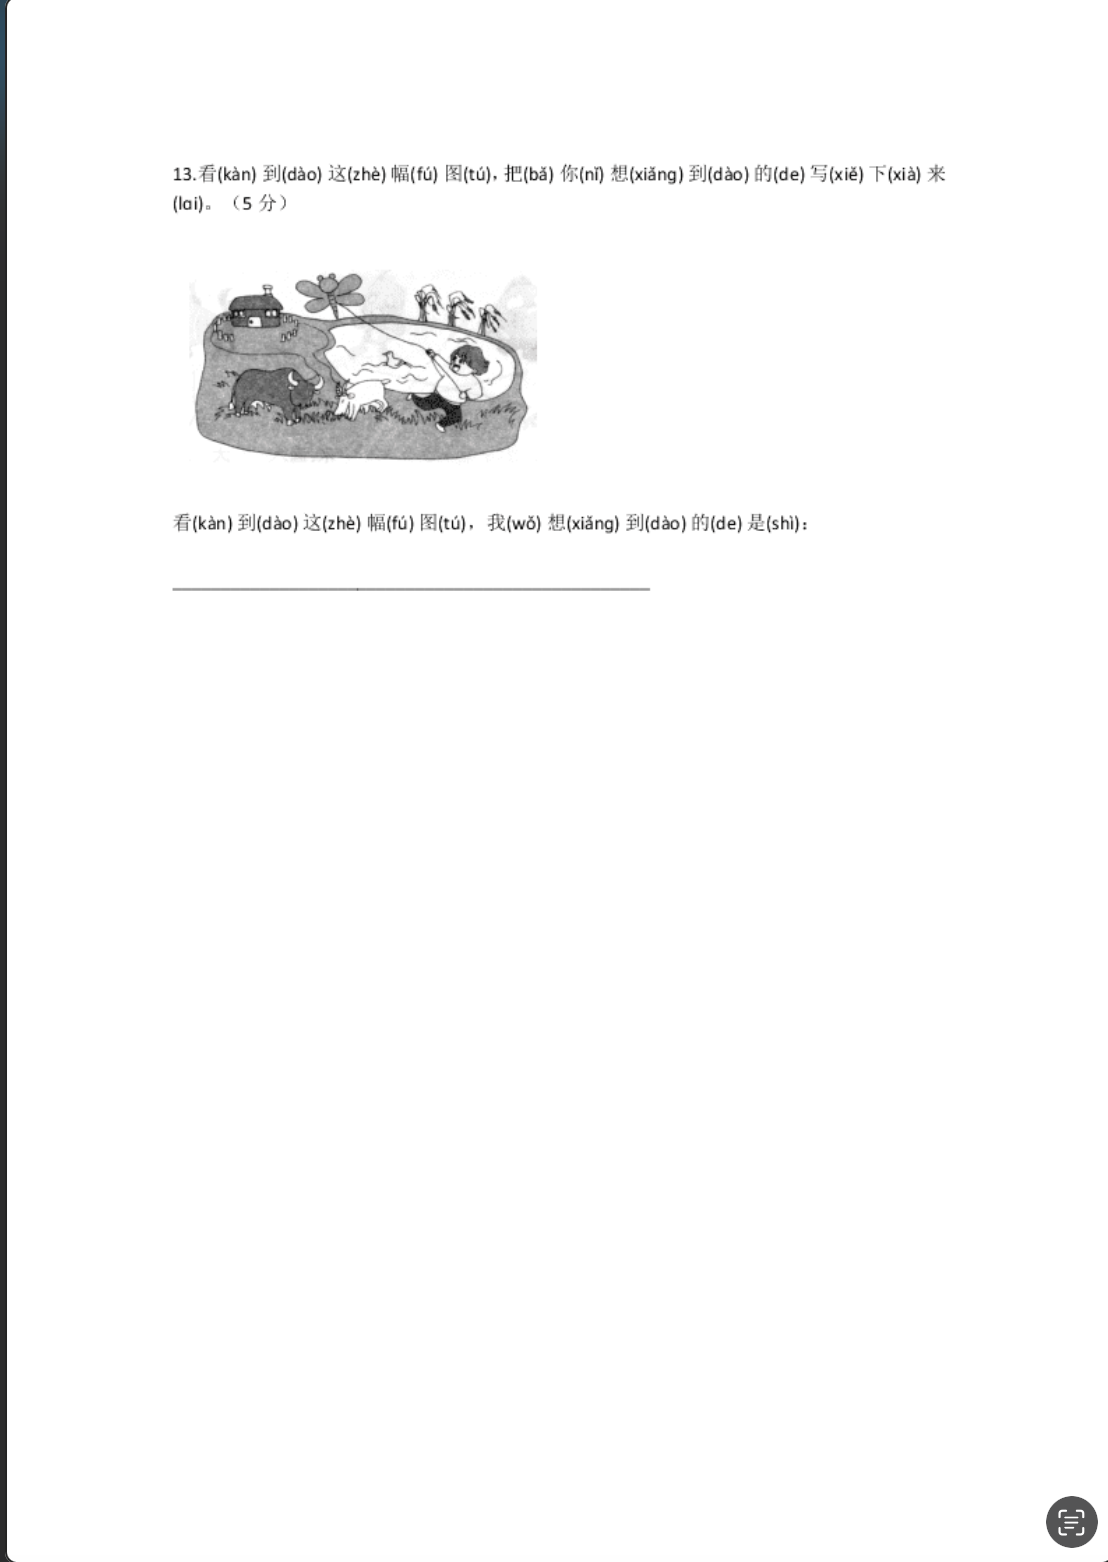 13.看(kàn) 到(dào) 这(zhè) 幅(fú) 图(tú)，把(bǎ) 你(nǐ) 想(xiǎng) 到(dào) 的(de) 写(xiě) 下(xià) 来
(lai)。（5 分）
看(kàn) 到(dào) 这(zhè) 幅(fú) 图(tú)，我(wǒ) 想(xiǎng) 到(dào) 的(de) 是(shì)：